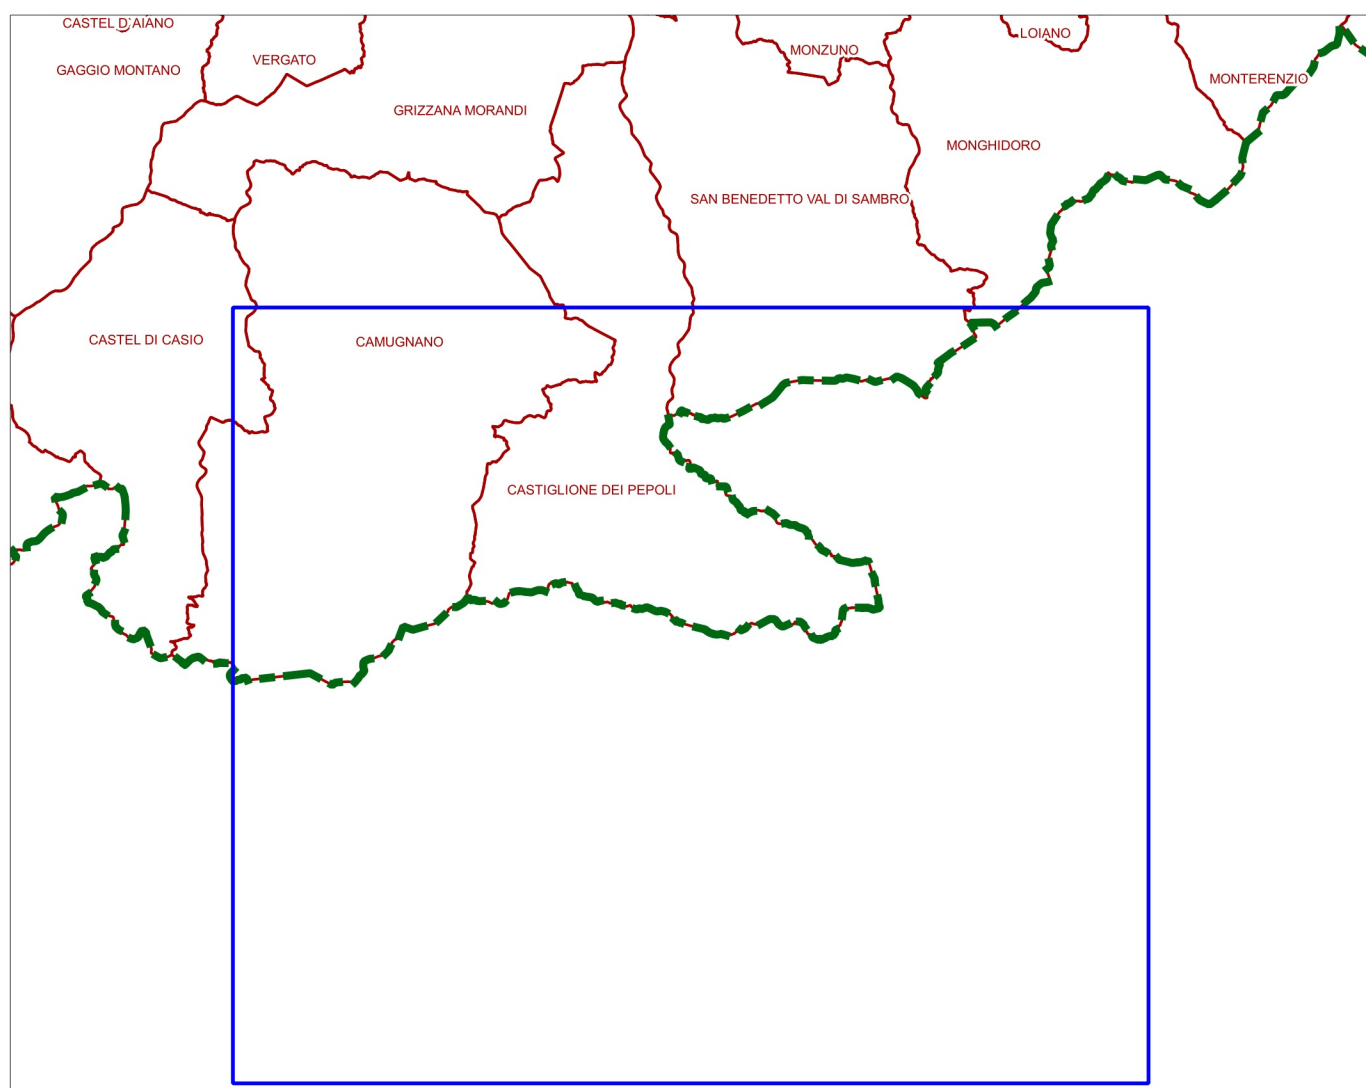 CASTEL D'AIANO
LOIANO
MONZUNO
VERGATO
GAGGIO MONTANO
MONTERENZIO
GRIZZANA MORANDI
MONGHIDORO
SAN BENEDETTO VAL DI SAMBRO
CASTEL DI CASIO
CAMUGNANO
CASTIGLIONE DEI PEPOLI